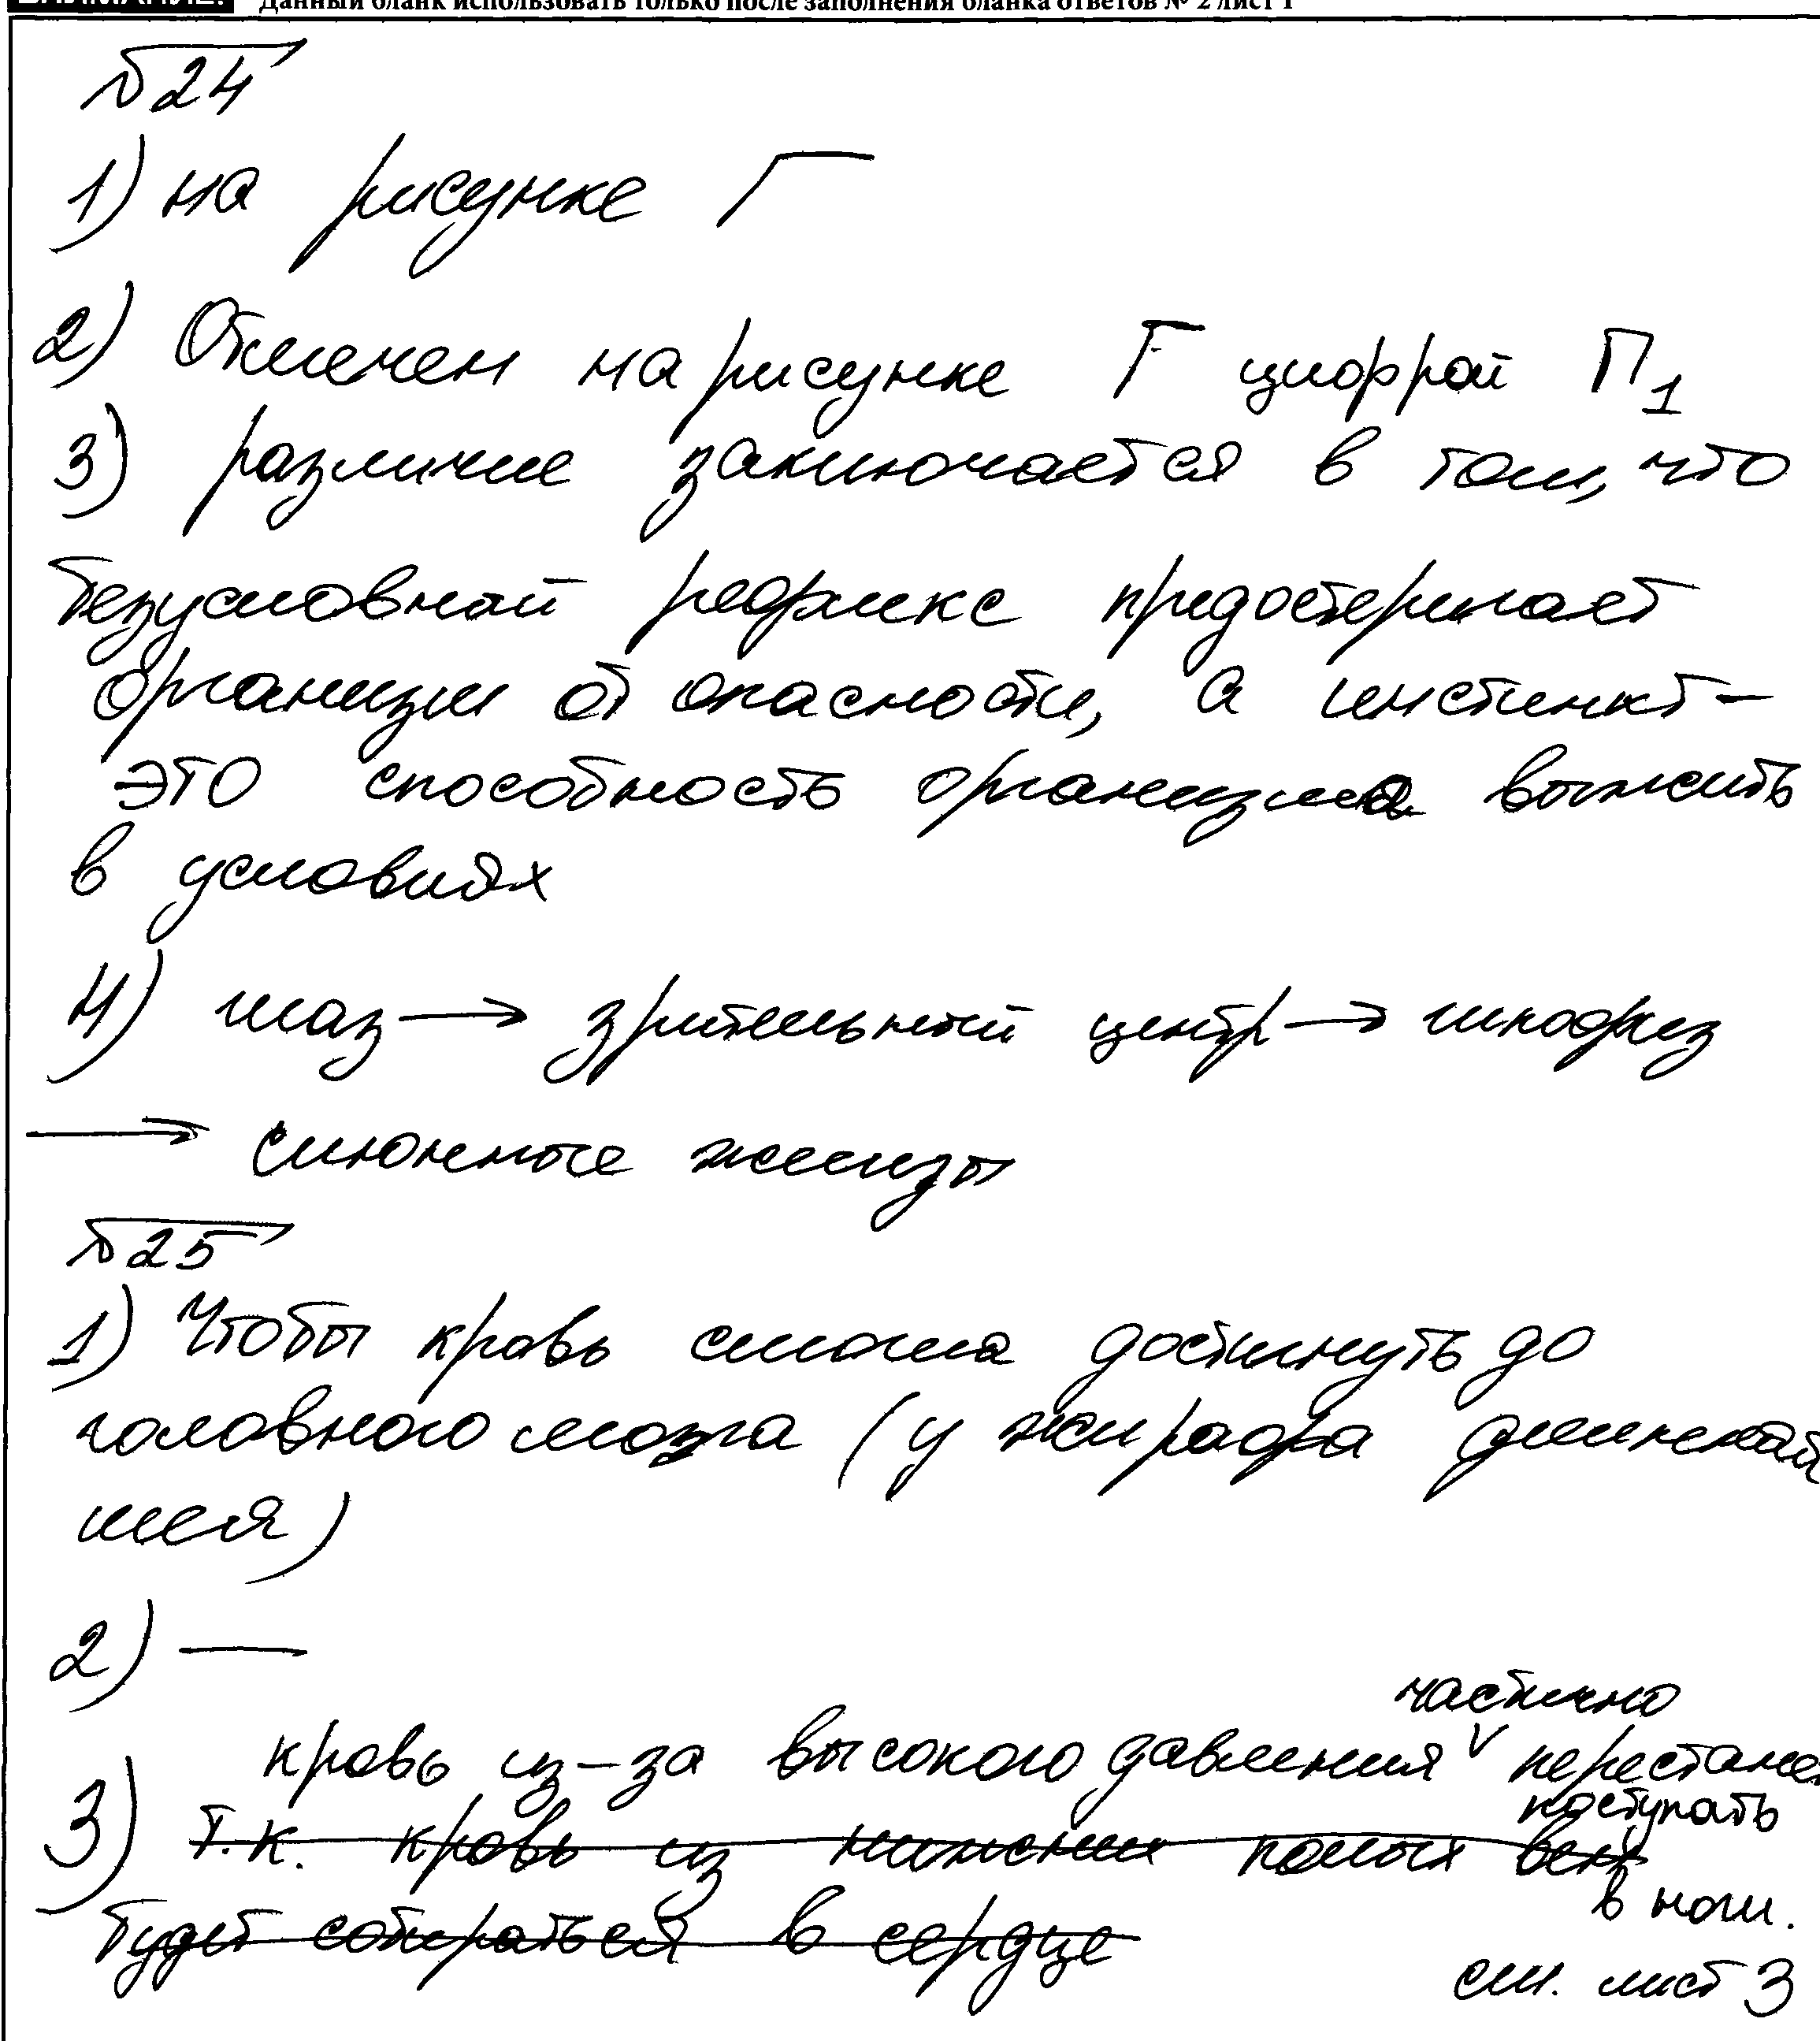 ВНИМАНИЕ! Данный бланк использовать только после заполнения бланка ответов № 2 лист 1
№24
1) на рисунке Г
2) Отмечен на рисунке Г цифрой П1
3) различие заключается в том, что
безусловный рефлекс предостерегает
организм от опасности, а инстинкт –
это способность организма выжить
в условиях
4) глаз → зрительный центр → гипофиз
→ слюнные железы
№25
1) Чтобы кровь смогла достигнуть до
головного мозга (у жирафа длинная
шея)
2) —
частично
3) кровь из-за высокого давления ∨ перестанет
поступать
т.к. кровь из нижних полых вен
в ноги.
будет собираться в сердце
см. лист 3